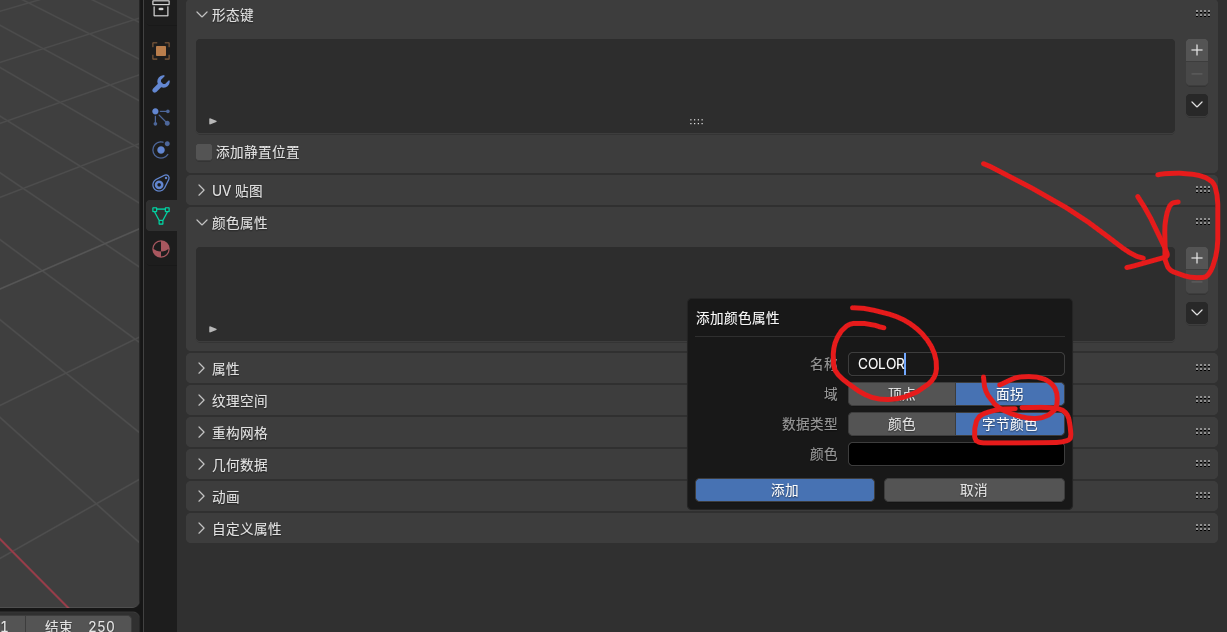 形态键
添加静置位置
UV 贴图
颜色属性
添加颜色属性
名称 COLOR
域 顶点 面拐
数据类型 颜色 字节颜色
颜色
添加 取消
属性
纹理空间
重构网格
几何数据
动画
自定义属性
1 结束 250